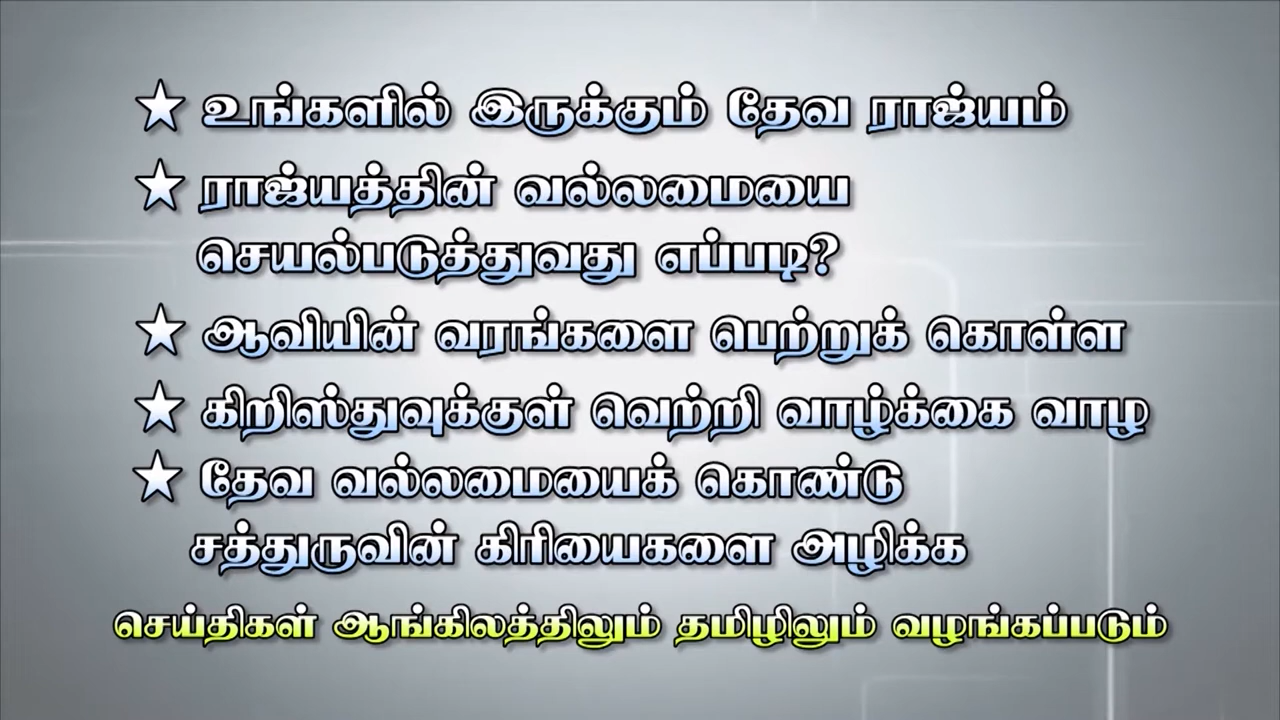 ★ உங்களில் இருக்கும் தேவ ராஜ்யம்
★ ராஜ்யத்தின் வல்லமையை
செயல்படுத்துவது எப்படி?
★ ஆவியின் வரங்களை பெற்றுக் கொள்ள
★ கிறிஸ்துவுக்குள் வெற்றி வாழ்க்கை வாழ
★ தேவ வல்லமையைக் கொண்டு
சத்துருவின் கிரியைகளை அழிக்க
செய்திகள் ஆங்கிலத்திலும் தமிழிலும் வழங்கப்படும்